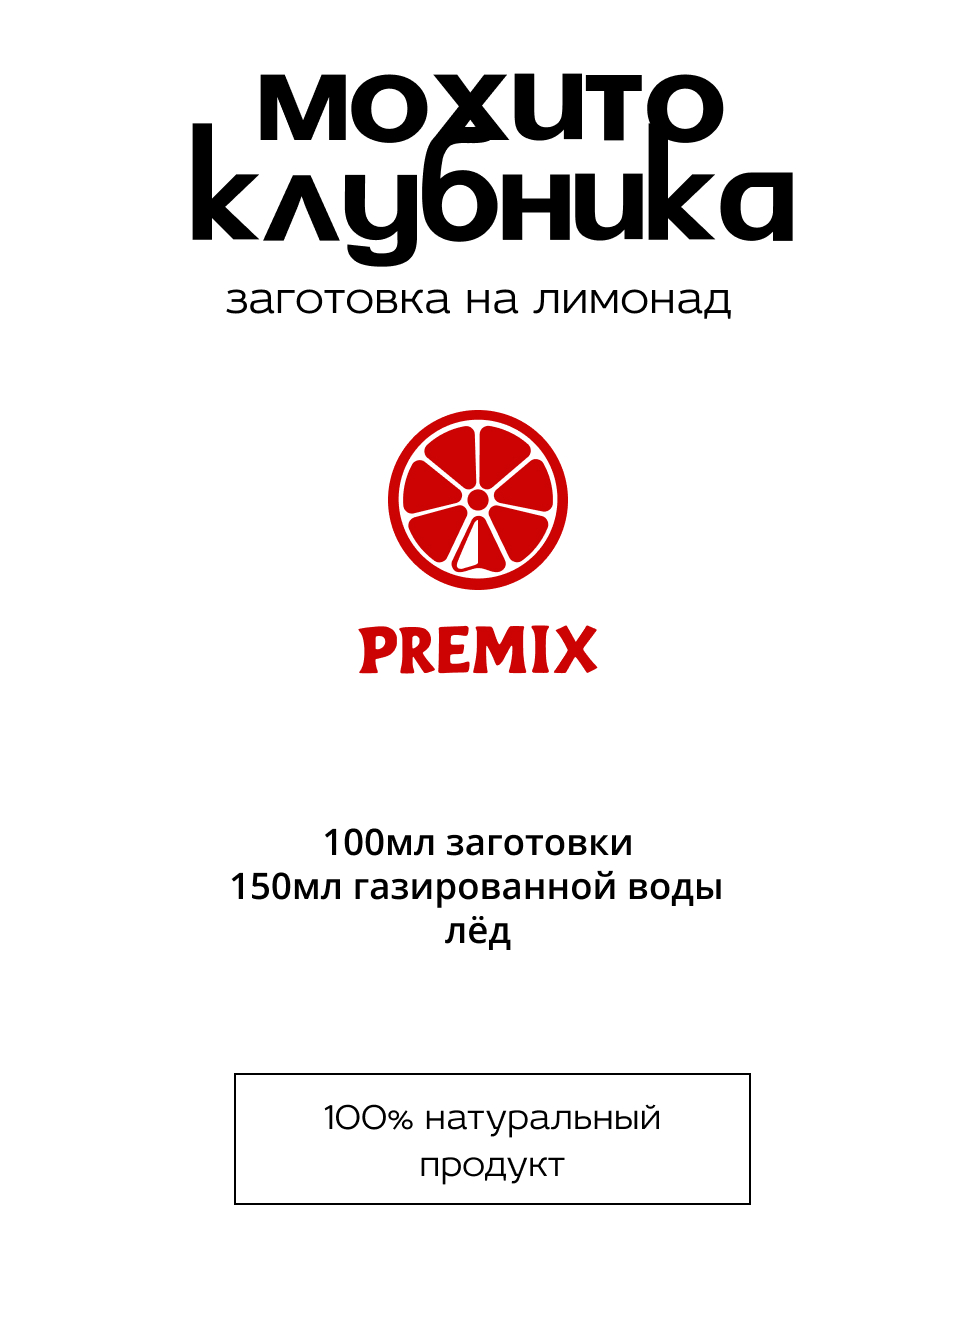 мохито
клубника
заготовка на лимонад
PREMIX
100мл заготовки
150мл газированной воды
лёд
100% натуральный
продукт